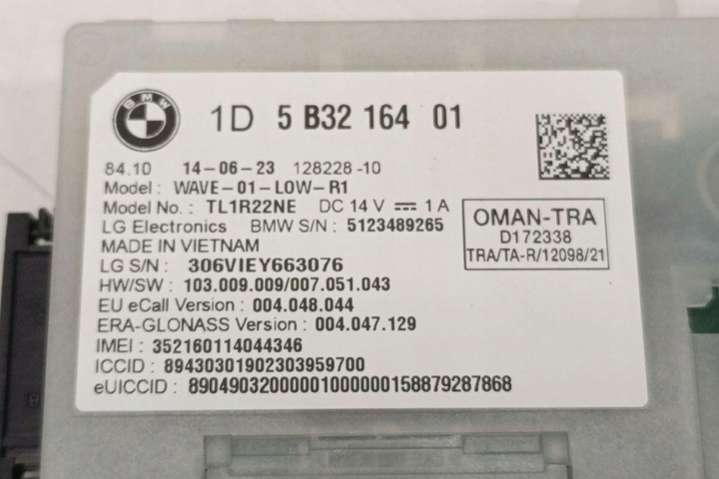 BMW
1D 5 B32 164 01
84.10 14-06-23 128228-10
Model: WAVE-01-LOW-R1
Model No.: TL1R22NE DC 14 V ⎓ 1 A
LG Electronics BMW S/N: 5123489265
MADE IN VIETNAM
LG S/N: 306VIEY663076
HW/SW: 103.009.009/007.051.043
EU eCall Version: 004.048.044
ERA-GLONASS Version: 004.047.129
IMEI: 352160114044346
ICCID: 89430301902303959700
eUICCID: 89049032000001000000158879287868
OMAN-TRA
D172338
TRA/TA-R/12098/21